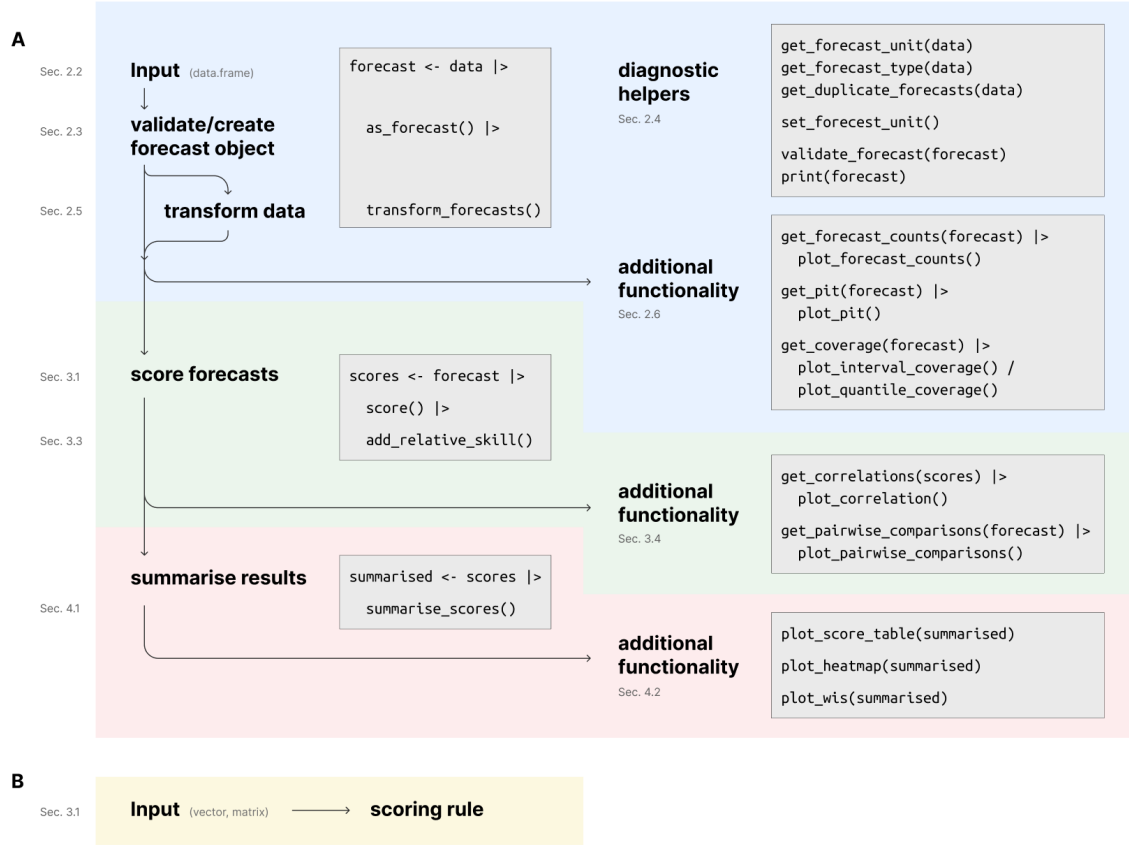 A
Sec. 2.2
Input (data.frame)
forecast <- data |>
Sec. 2.3
validate/create
forecast object
as_forecast() |>
Sec. 2.5
transform data
transform_forecasts()
diagnostic
helpers
Sec. 2.4
get_forecast_unit(data)
get_forecast_type(data)
get_duplicate_forecasts(data)
set_forecest_unit()
validate_forecast(forecast)
print(forecast)
additional
functionality
Sec. 2.6
get_forecast_counts(forecast) |>
plot_forecast_counts()
get_pit(forecast) |>
plot_pit()
get_coverage(forecast) |>
plot_interval_coverage() /
plot_quantile_coverage()
Sec. 3.1
score forecasts
scores <- forecast |>
score() |>
Sec. 3.3
add_relative_skill()
additional
functionality
Sec. 3.4
get_correlations(scores) |>
plot_correlation()
get_pairwise_comparisons(forecast) |>
plot_pairwise_comparisons()
summarise results
summarised <- scores |>
Sec. 4.1
summarise_scores()
additional
functionality
Sec. 4.2
plot_score_table(summarised)
plot_heatmap(summarised)
plot_wis(summarised)
B
Sec. 3.1
Input (vector, matrix)
scoring rule